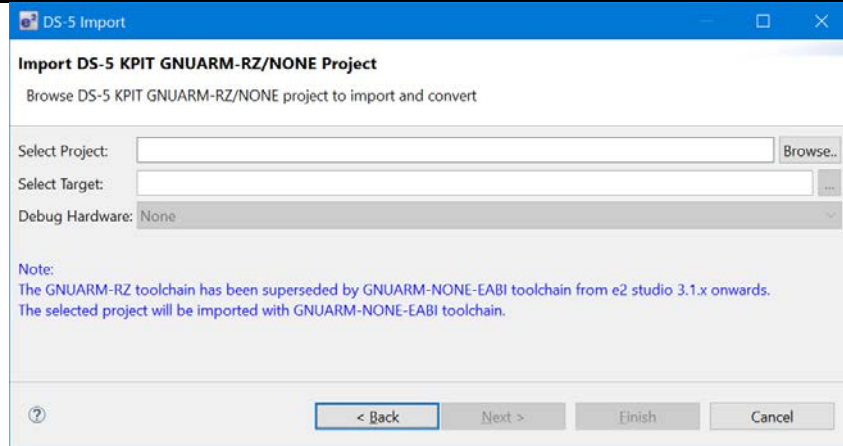 e² DS-5 Import
Import DS-5 KPIT GNUARM-RZ/NONE Project
Browse DS-5 KPIT GNUARM-RZ/NONE project to import and convert
Select Project: Browse..
Select Target: ...
Debug Hardware: None
Note:
The GNUARM-RZ toolchain has been superseded by GNUARM-NONE-EABI toolchain from e2 studio 3.1.x onwards.
The selected project will be imported with GNUARM-NONE-EABI toolchain.
? < Back Next > Finish Cancel